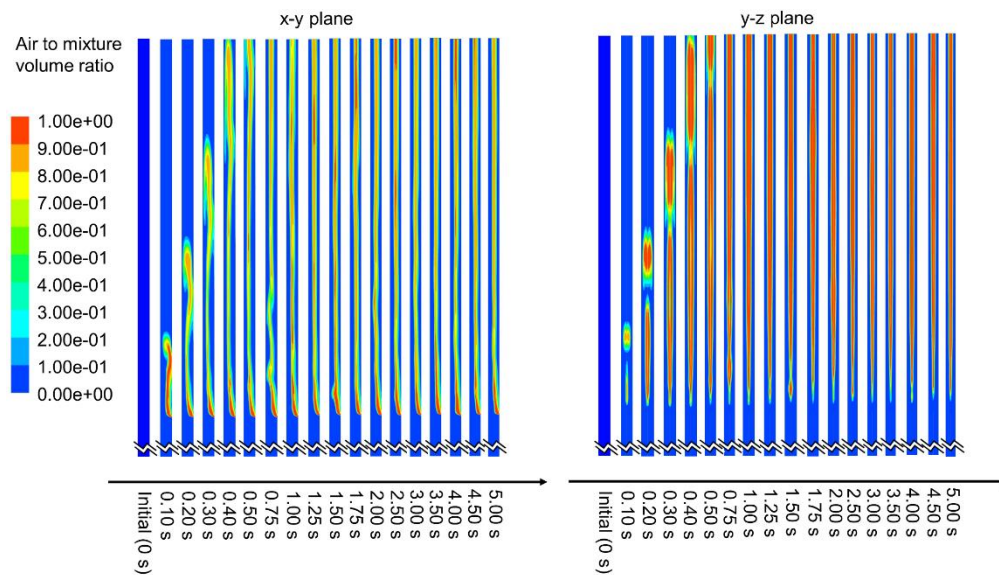 x-y plane
y-z plane
Air to mixture
volume ratio
1.00e+00
9.00e-01
8.00e-01
7.00e-01
6.00e-01
5.00e-01
4.00e-01
3.00e-01
2.00e-01
1.00e-01
0.00e+00
Initial (0 s)
0.10 s
0.20 s
0.30 s
0.40 s
0.50 s
0.75 s
1.00 s
1.25 s
1.50 s
1.75 s
2.00 s
2.50 s
3.00 s
3.50 s
4.00 s
4.50 s
5.00 s
Initial (0 s)
0.10 s
0.20 s
0.30 s
0.40 s
0.50 s
0.75 s
1.00 s
1.25 s
1.50 s
1.75 s
2.00 s
2.50 s
3.00 s
3.50 s
4.00 s
4.50 s
5.00 s